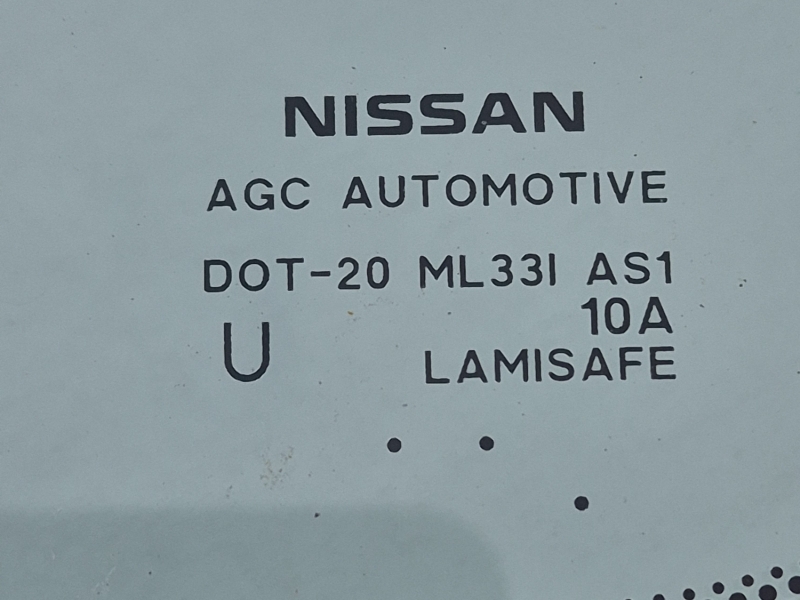 NISSAN
AGC AUTOMOTIVE
DOT-20 ML33I AS1
10A
U
LAMISAFE